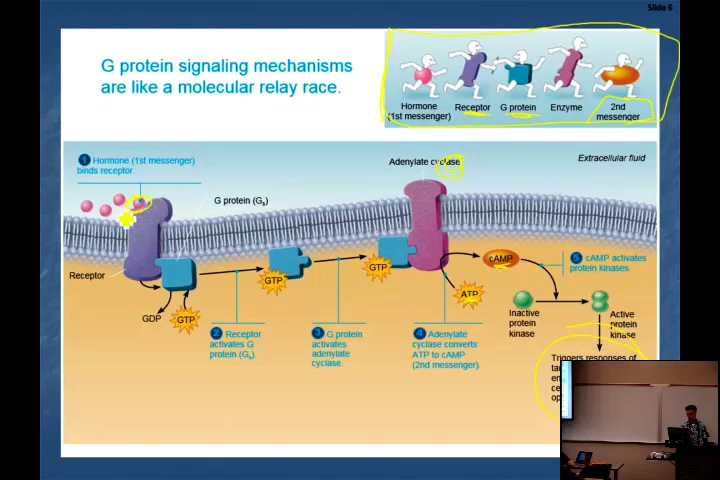 Slide 6
G protein signaling mechanisms
are like a molecular relay race.
Hormone
(1st messenger)
Receptor
G protein
Enzyme
2nd
messenger
1 Hormone (1st messenger)
binds receptor.
Adenylate cyclase
Extracellular fluid
G protein (Gs)
Receptor
GDP
GTP
GTP
GTP
ATP
cAMP
5 cAMP activates
protein kinases.
Inactive
protein
kinase
Active
protein
kinase
2 Receptor
activates G
protein (Gs).
3 G protein
activates
adenylate
cyclase.
4 Adenylate
cyclase converts
ATP to cAMP
(2nd messenger).
Triggers responses of